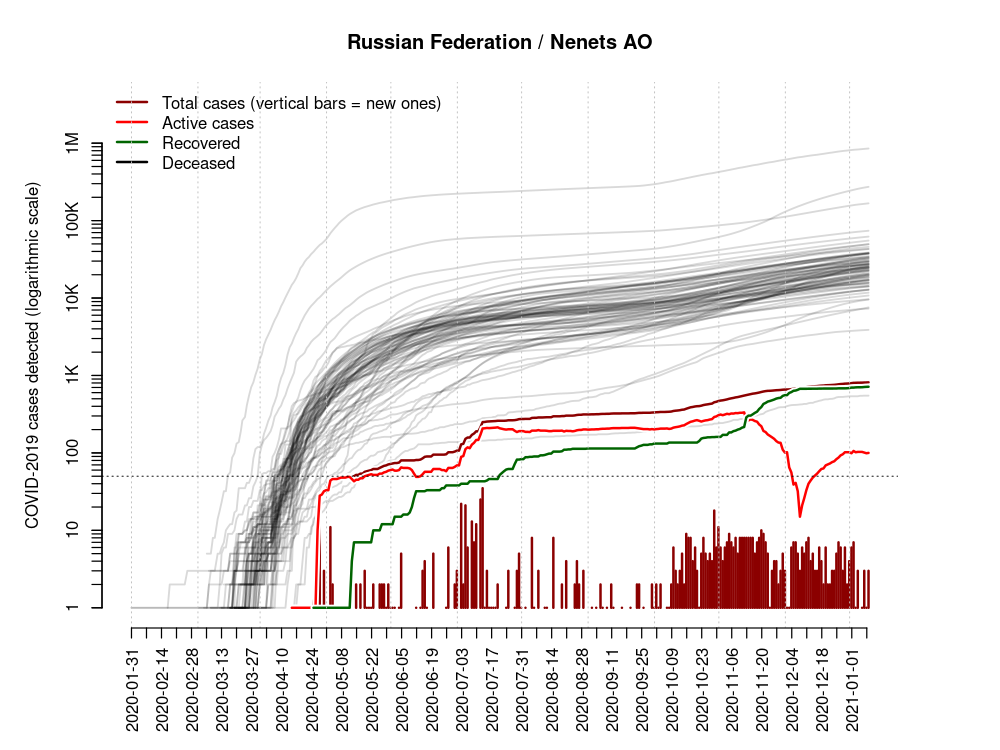 Russian Federation / Nenets AO
Total cases (vertical bars = new ones)
Active cases
Recovered
Deceased
COVID-2019 cases detected (logarithmic scale)
1M
100K
10K
1K
100
10
1
2020-01-31
2020-02-14
2020-02-28
2020-03-13
2020-03-27
2020-04-10
2020-04-24
2020-05-08
2020-05-22
2020-06-05
2020-06-19
2020-07-03
2020-07-17
2020-07-31
2020-08-14
2020-08-28
2020-09-11
2020-09-25
2020-10-09
2020-10-23
2020-11-06
2020-11-20
2020-12-04
2020-12-18
2021-01-01